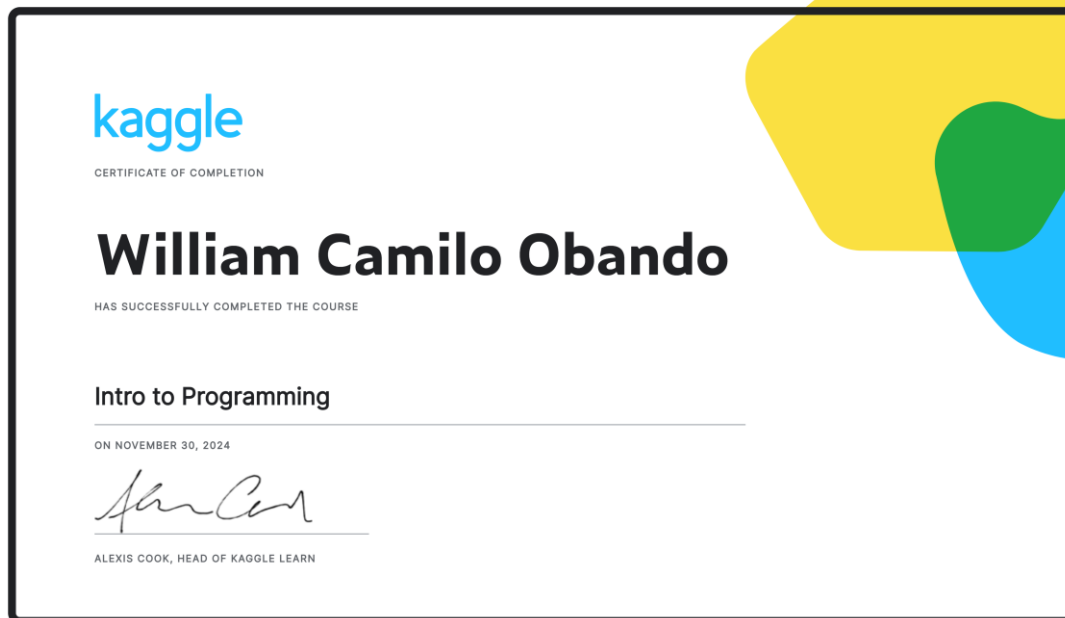 kaggle
CERTIFICATE OF COMPLETION
William Camilo Obando
HAS SUCCESSFULLY COMPLETED THE COURSE
Intro to Programming
ON NOVEMBER 30, 2024
ALEXIS COOK, HEAD OF KAGGLE LEARN